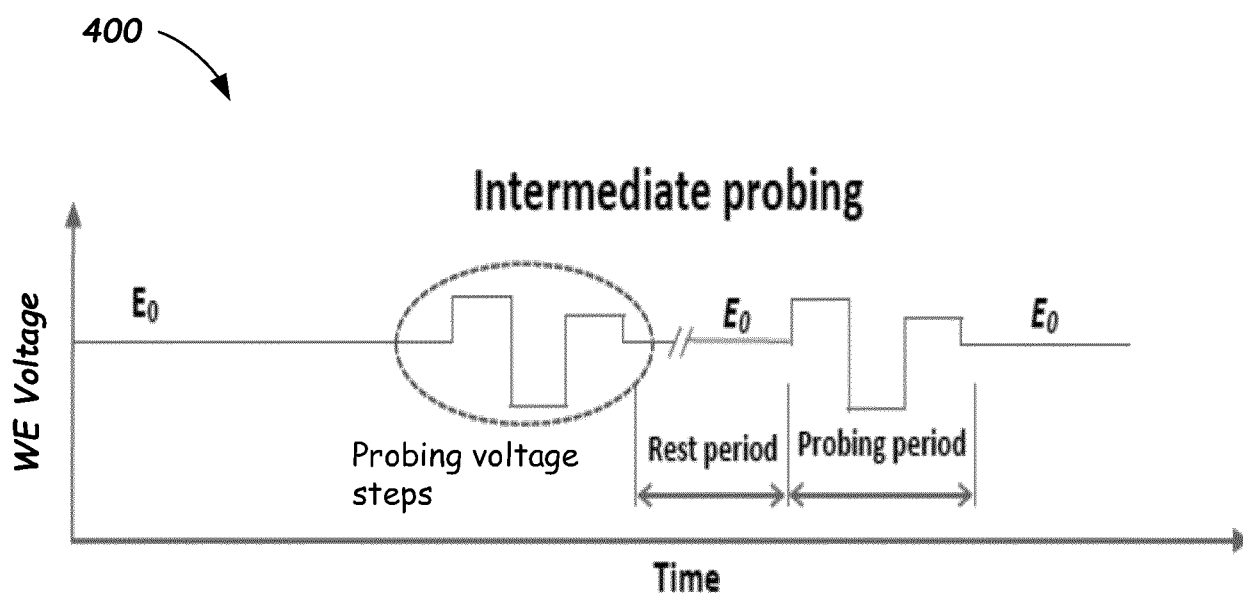 400
Intermediate probing
WE Voltage
E₀
E₀
E₀
Probing voltage
steps
Rest period
Probing period
Time